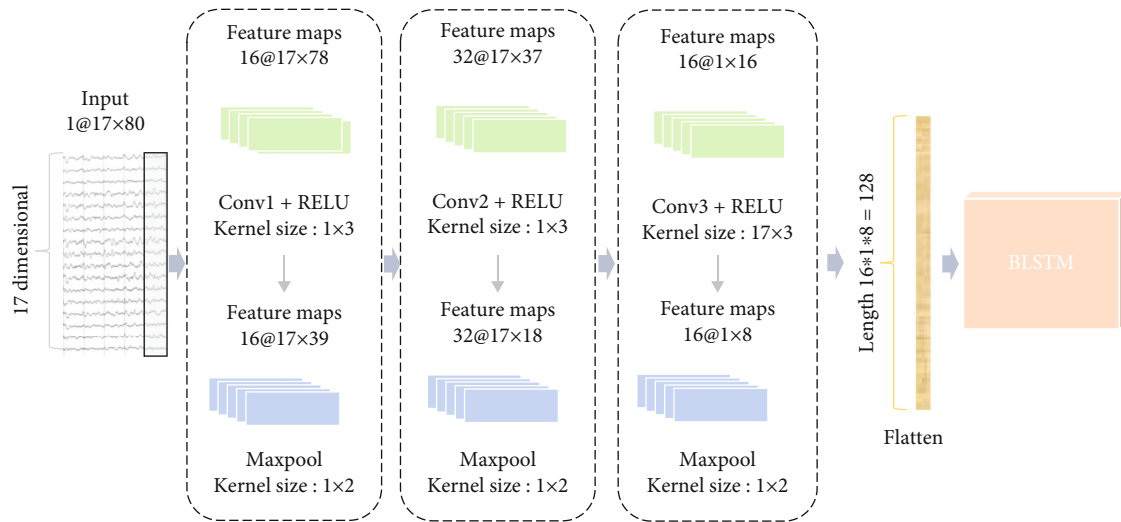 Input
1@17×80
17 dimensional
Feature maps
16@17×78
Conv1 + RELU
Kernel size : 1×3
Feature maps
16@17×39
Maxpool
Kernel size : 1×2
Feature maps
32@17×37
Conv2 + RELU
Kernel size : 1×3
Feature maps
32@17×18
Maxpool
Kernel size : 1×2
Feature maps
16@1×16
Conv3 + RELU
Kernel size : 17×3
Feature maps
16@1×8
Maxpool
Kernel size : 1×2
Length 16*1*8 = 128
Flatten
BLSTM